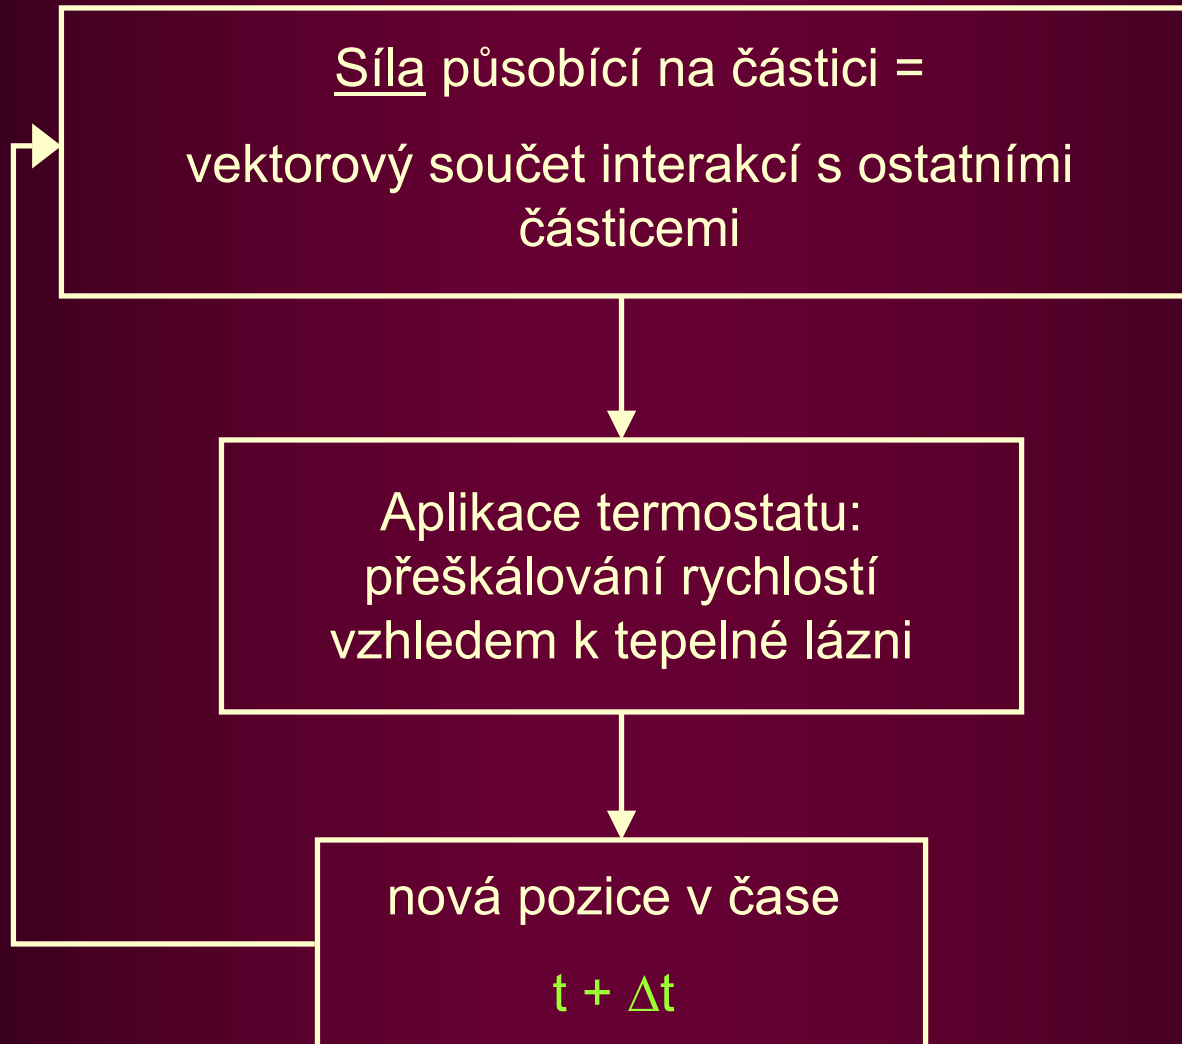 Síla působící na částici =
vektorový součet interakcí s ostatními
částicemi
Aplikace termostatu:
přeškálování rychlostí
vzhledem k tepelné lázni
nová pozice v čase
t + Δt